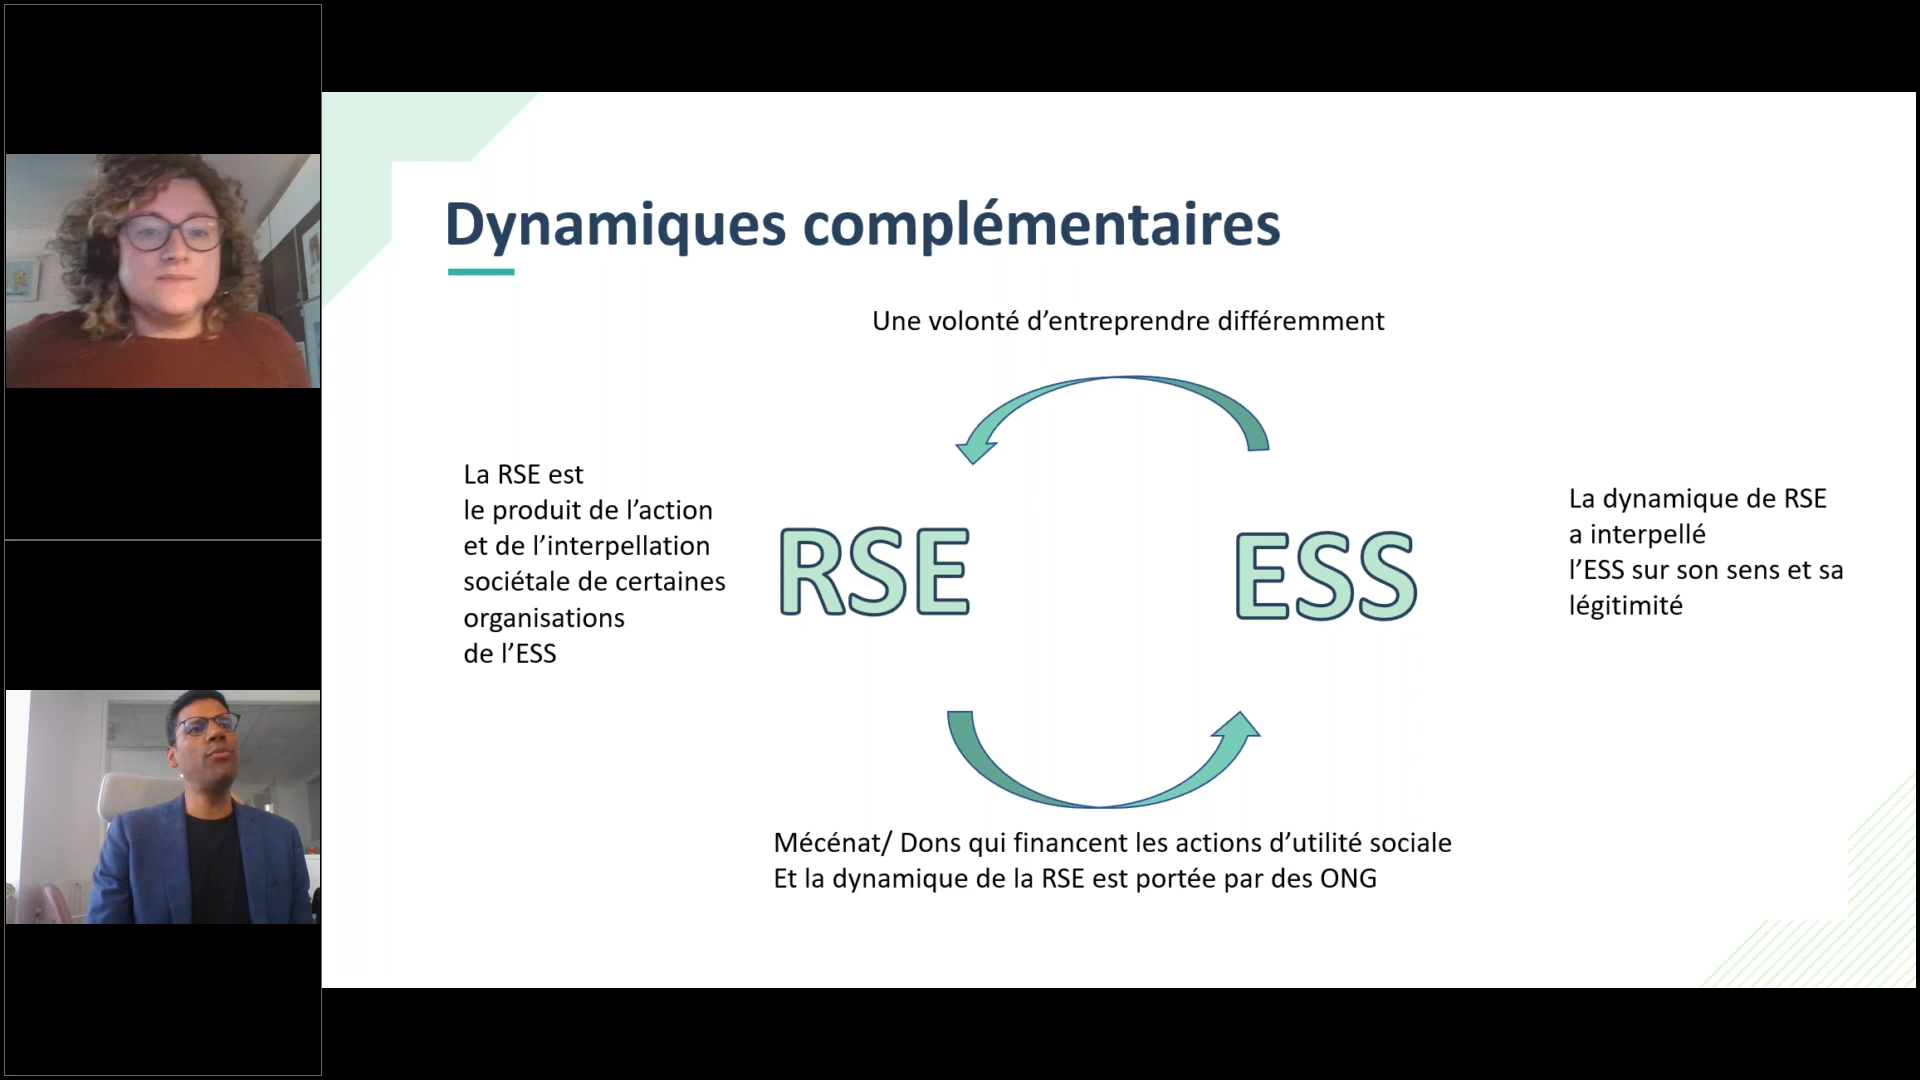 Dynamiques complémentaires
Une volonté d’entreprendre différemment
La RSE est
le produit de l’action
et de l’interpellation
sociétale de certaines
organisations
de l’ESS
RSE
ESS
La dynamique de RSE
a interpellé
l’ESS sur son sens et sa
légitimité
Mécénat/ Dons qui financent les actions d’utilité sociale
Et la dynamique de la RSE est portée par des ONG